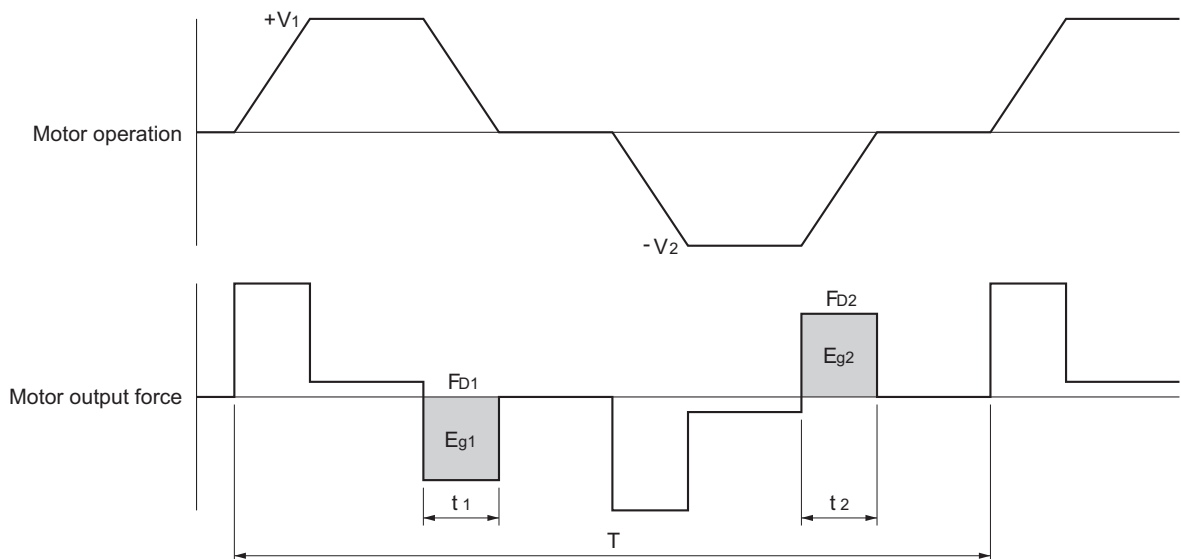 +V1
Motor operation
-V2
FD2
Eg2
FD1
Motor output force
Eg1
t1
t2
T